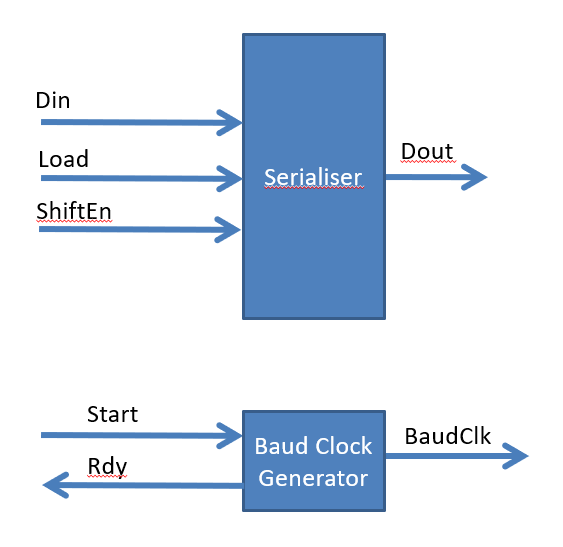 Din
Load
ShiftEn
Serialiser
Dout
Start
Rdy
Baud Clock
Generator
BaudClk